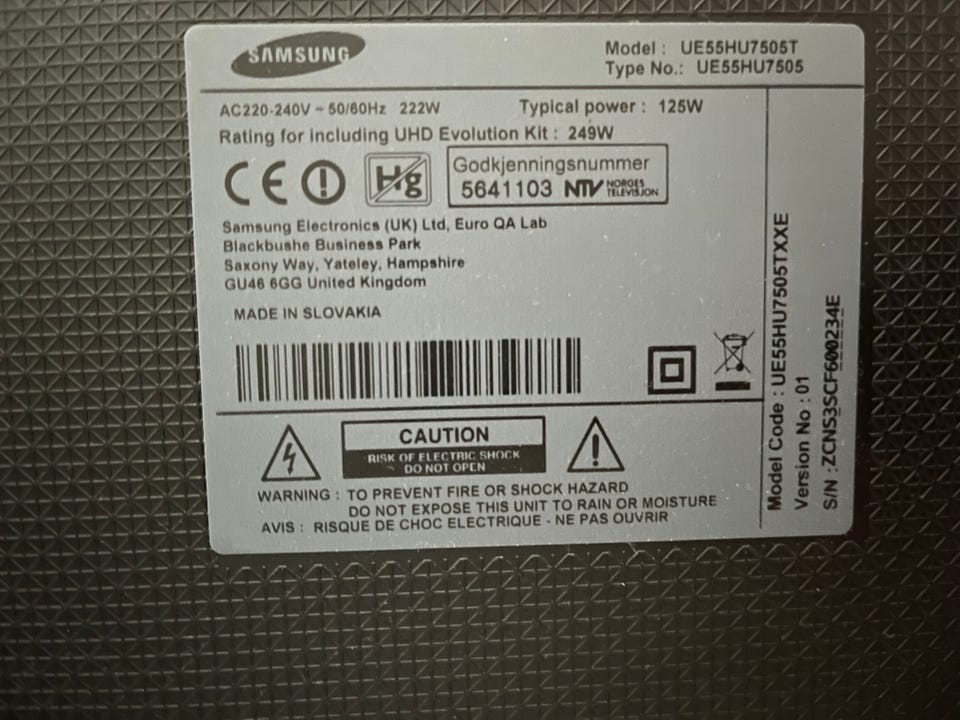 SAMSUNG
Model : UE55HU7505T
Type No.: UE55HU7505
AC220-240V ~ 50/60Hz 222W
Typical power : 125W
Rating for including UHD Evolution Kit : 249W
CE
Hg
Godkjenningsnummer
5641103 NTV NORGES TELEVISJON
Samsung Electronics (UK) Ltd, Euro QA Lab
Blackbushe Business Park
Saxony Way, Yateley, Hampshire
GU46 6GG United Kingdom
MADE IN SLOVAKIA
CAUTION
RISK OF ELECTRIC SHOCK
DO NOT OPEN
WARNING : TO PREVENT FIRE OR SHOCK HAZARD
DO NOT EXPOSE THIS UNIT TO RAIN OR MOISTURE
AVIS : RISQUE DE CHOC ELECTRIQUE - NE PAS OUVRIR
Model Code : UE55HU7505TXXE
Version No : 01
S/N :ZCNS3SCF600234E